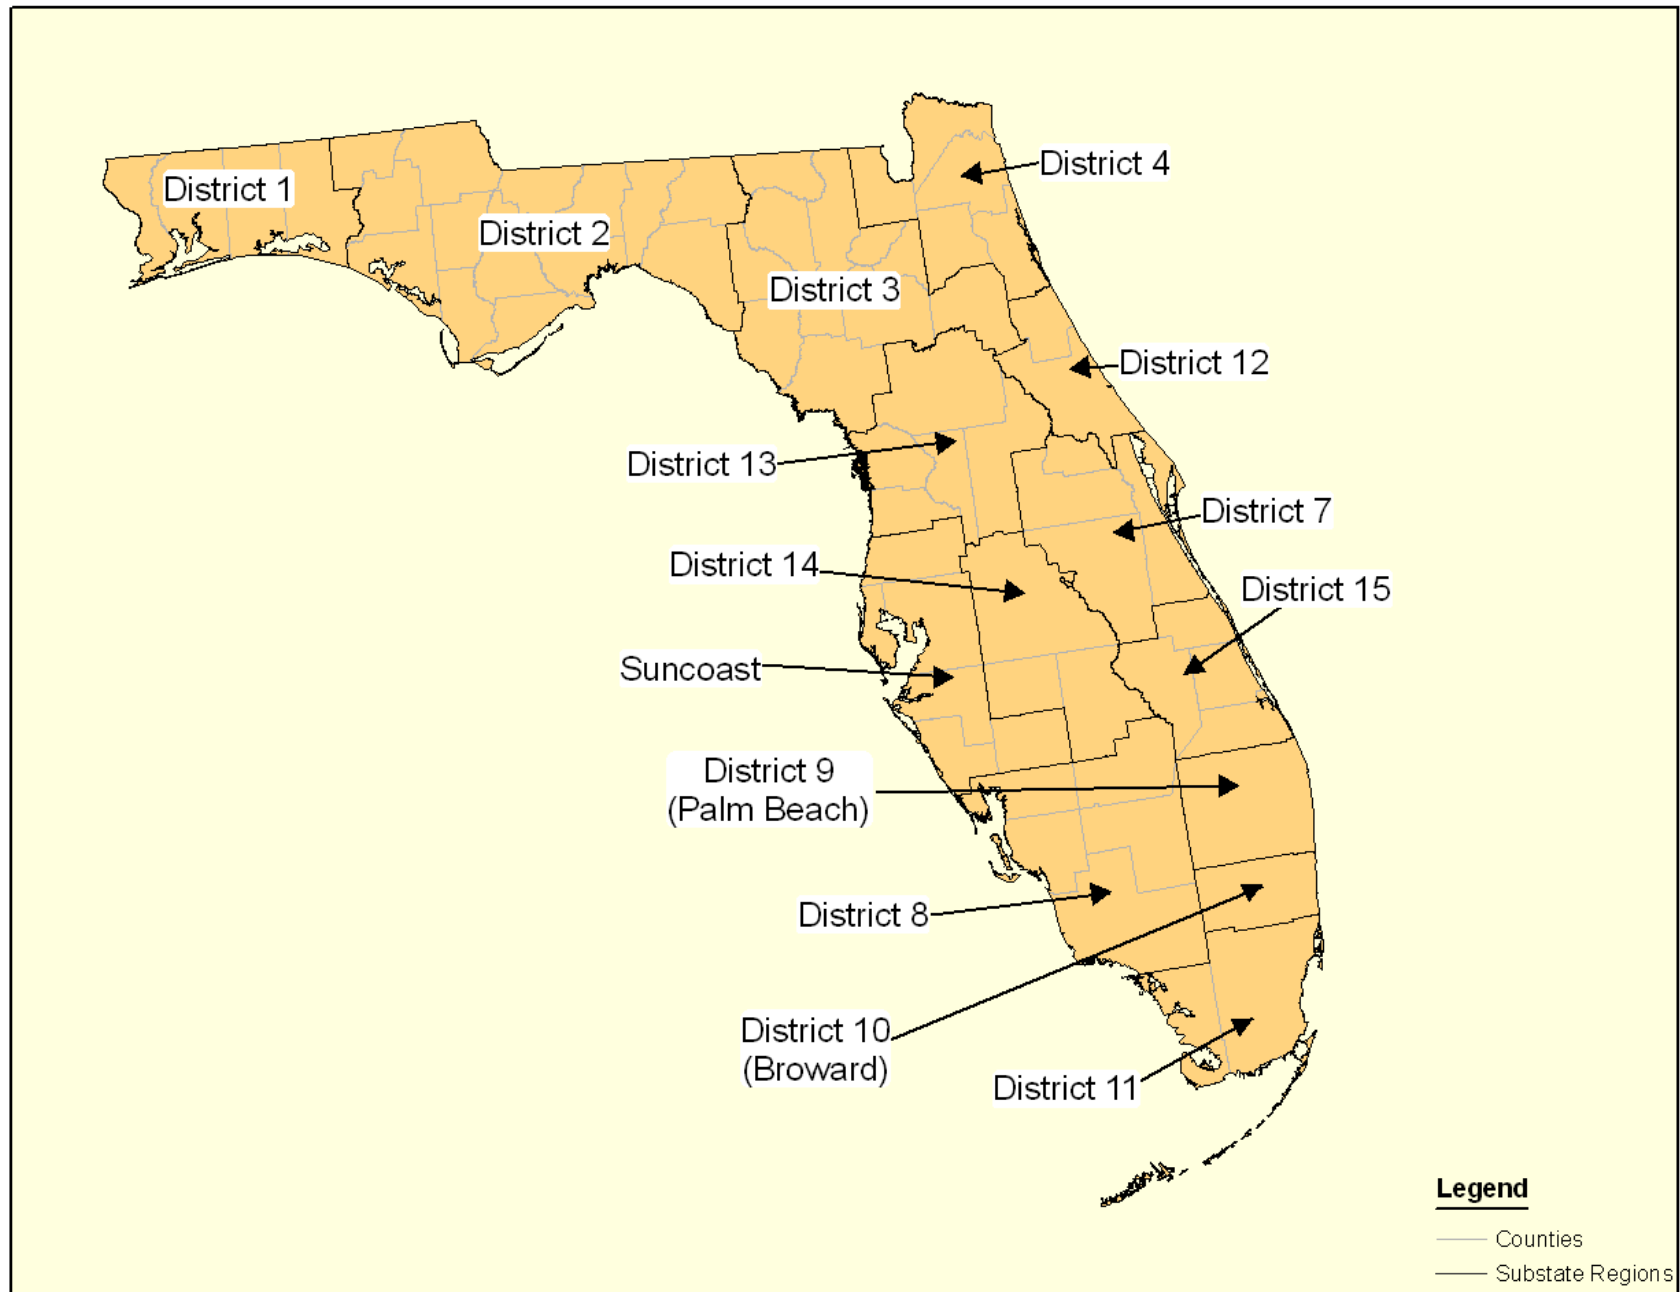 District 4
District 1
District 2
District 3
District 12
District 13
District 7
District 14
District 15
Suncoast
District 9
(Palm Beach)
District 8
District 10
(Broward)
District 11
Legend
Counties
Substate Regions